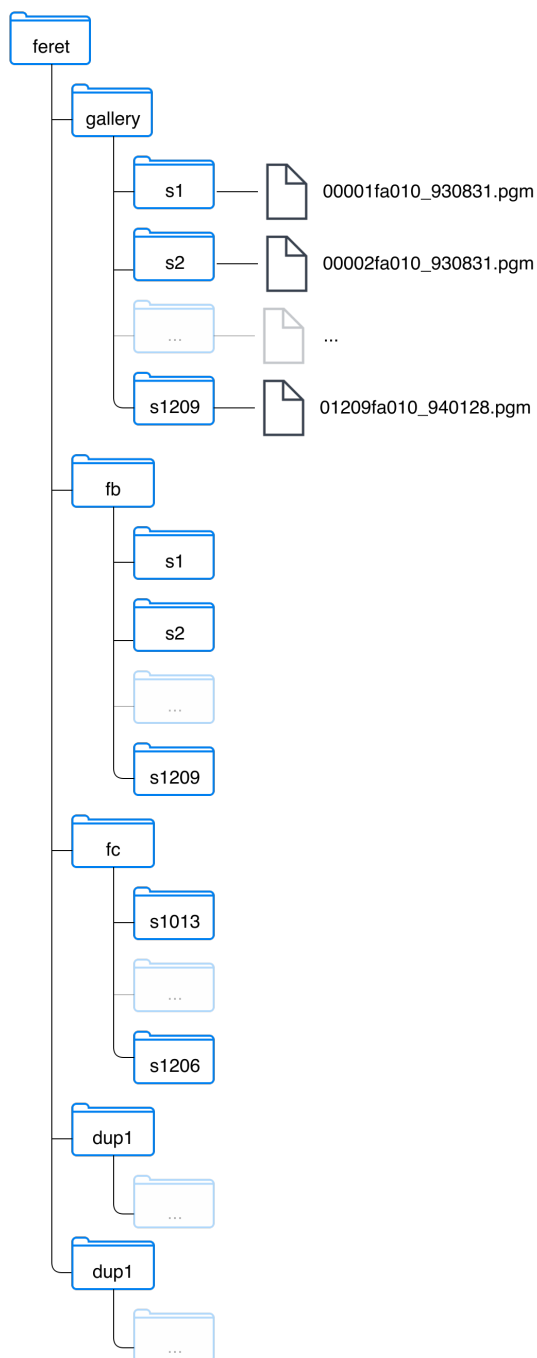 feret
gallery
s1 00001fa010_930831.pgm
s2 00002fa010_930831.pgm
... ...
s1209 01209fa010_940128.pgm
fb
s1
s2
...
s1209
fc
s1013
...
s1206
dup1
...
dup1
...